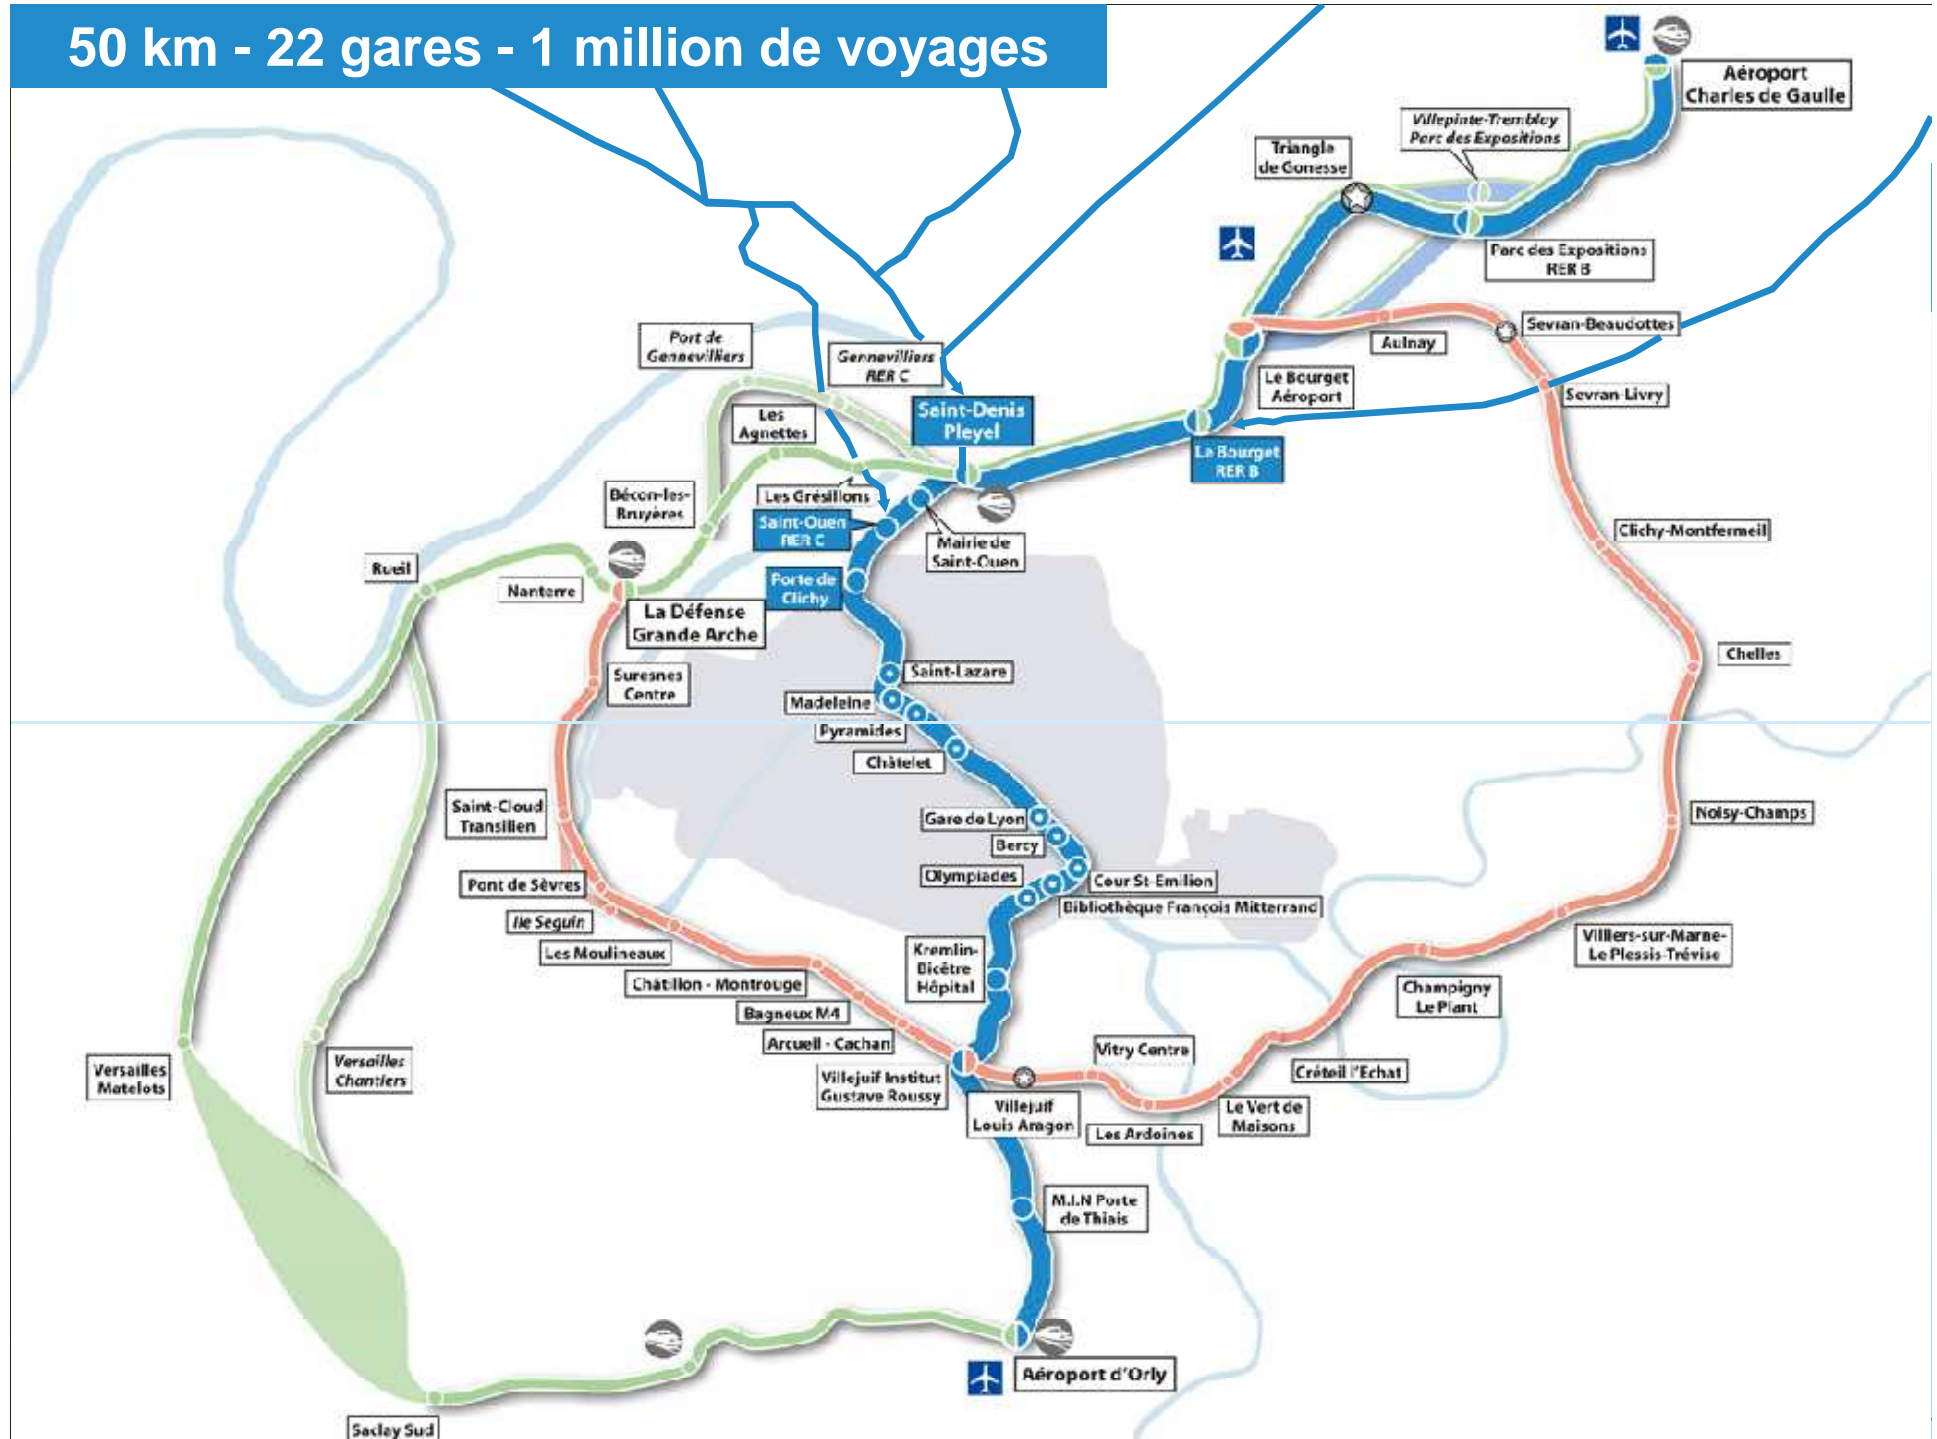 50 km - 22 gares - 1 million de voyages
Aéroport
Charles de Gaulle
Villepinte-Tremblay
Parc des Expositions
Triangle
de Gonesse
Parc des Expositions
RER B
Sevran-Beaudottes
Aulnay
Port de
Gennevilliers
Gennevilliers
RER C
Le Bourget
Aéroport
Sevran-Livry
Saint-Denis
Pleyel
Les
Agnettes
Le Bourget
RER B
Bécon-les-
Bruyères
Les Grésillons
Saint-Ouen
RER C
Mairie de
Saint-Ouen
Clichy-Montfermeil
Rueil
Nanterre
Porte de
Clichy
La Défense
Grande Arche
Chelles
Suresnes
Centre
Saint-Lazare
Madeleine
Pyramides
Châtelet
Saint-Cloud
Transilien
Gare de Lyon
Bercy
Noisy-Champs
Pont de Sèvres
Olympiades
Cour St-Emilion
Bibliothèque François Mitterrand
Ile Seguin
Les Moulineaux
Kremlin-
Bicêtre
Hôpital
Villiers-sur-Marne-
Le Plessis-Trévise
Châtillon - Montrouge
Champigny
Le Plant
Bagneux M4
Arcueil - Cachan
Vitry Centre
Versailles
Matelots
Versailles
Chantiers
Villejuif Institut
Gustave Roussy
Créteil l'Echat
Villejuif
Louis Aragon
Les Ardoines
Le Vert de
Maisons
M.I.N Porte
de Thiais
Aéroport d'Orly
Saclay Sud